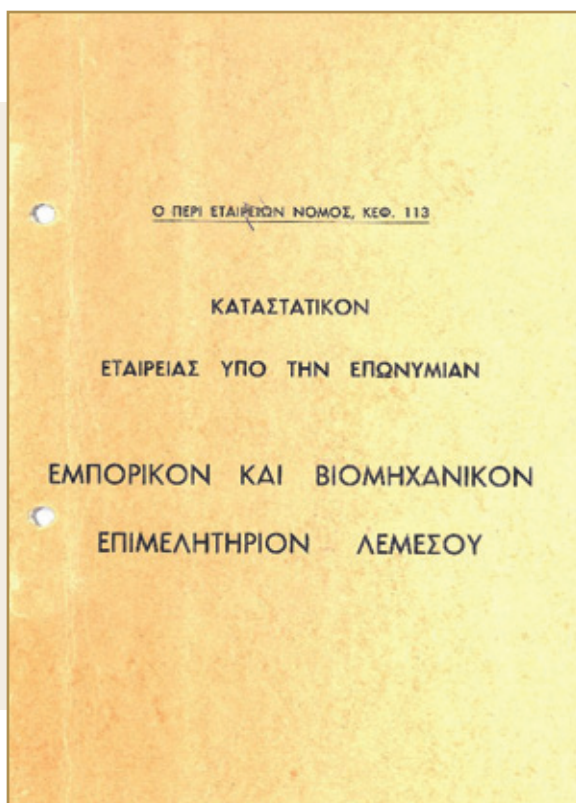 Ο ΠΕΡΙ ΕΤΑΙΡΕΙΩΝ ΝΟΜΟΣ, ΚΕΦ. 113
ΚΑΤΑΣΤΑΤΙΚΟΝ
ΕΤΑΙΡΕΙΑΣ ΥΠΟ ΤΗΝ ΕΠΩΝΥΜΙΑΝ
ΕΜΠΟΡΙΚΟΝ ΚΑΙ ΒΙΟΜΗΧΑΝΙΚΟΝ
ΕΠΙΜΕΛΗΤΗΡΙΟΝ ΛΕΜΕΣΟΥ